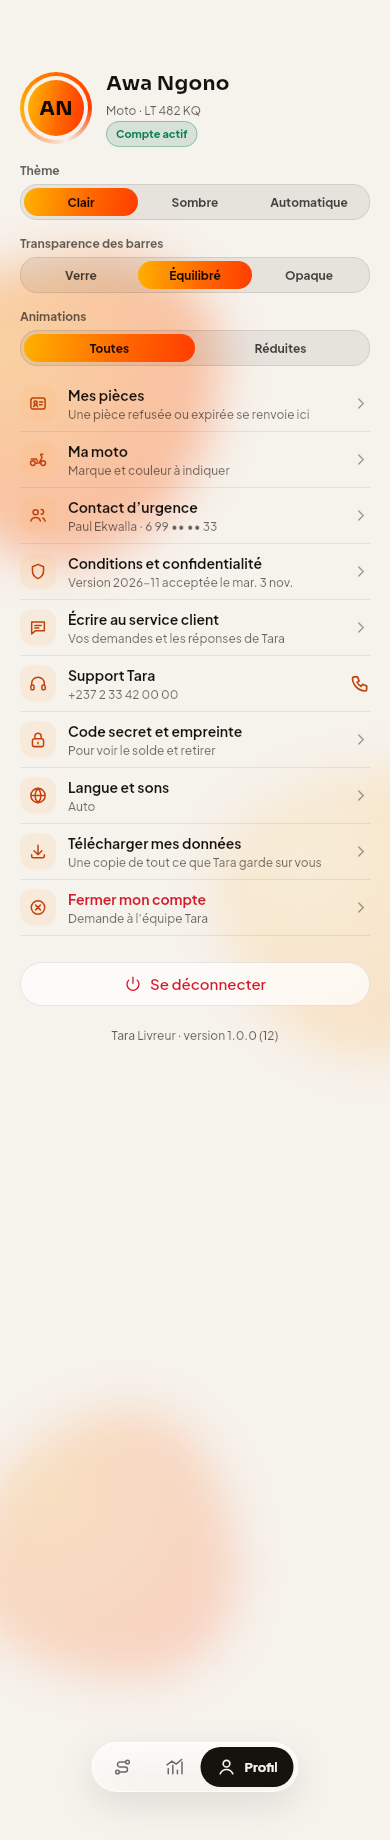 AN
Awa Ngono
Moto · LT 482 KQ
Compte actif
Thème
Clair
Sombre
Automatique
Transparence des barres
Verre
Équilibré
Opaque
Animations
Toutes
Réduites
Mes pièces
Une pièce refusée ou expirée se renvoie ici
Ma moto
Marque et couleur à indiquer
Contact d’urgence
Paul Ekwalla · 6 99 •• •• 33
Conditions et confidentialité
Version 2026-11 acceptée le mar. 3 nov.
Écrire au service client
Vos demandes et les réponses de Tara
Support Tara
+237 2 33 42 00 00
Code secret et empreinte
Pour voir le solde et retirer
Langue et sons
Auto
Télécharger mes données
Une copie de tout ce que Tara garde sur vous
Fermer mon compte
Demande à l’équipe Tara
Se déconnecter
Tara Livreur · version 1.0.0 (12)
Profil